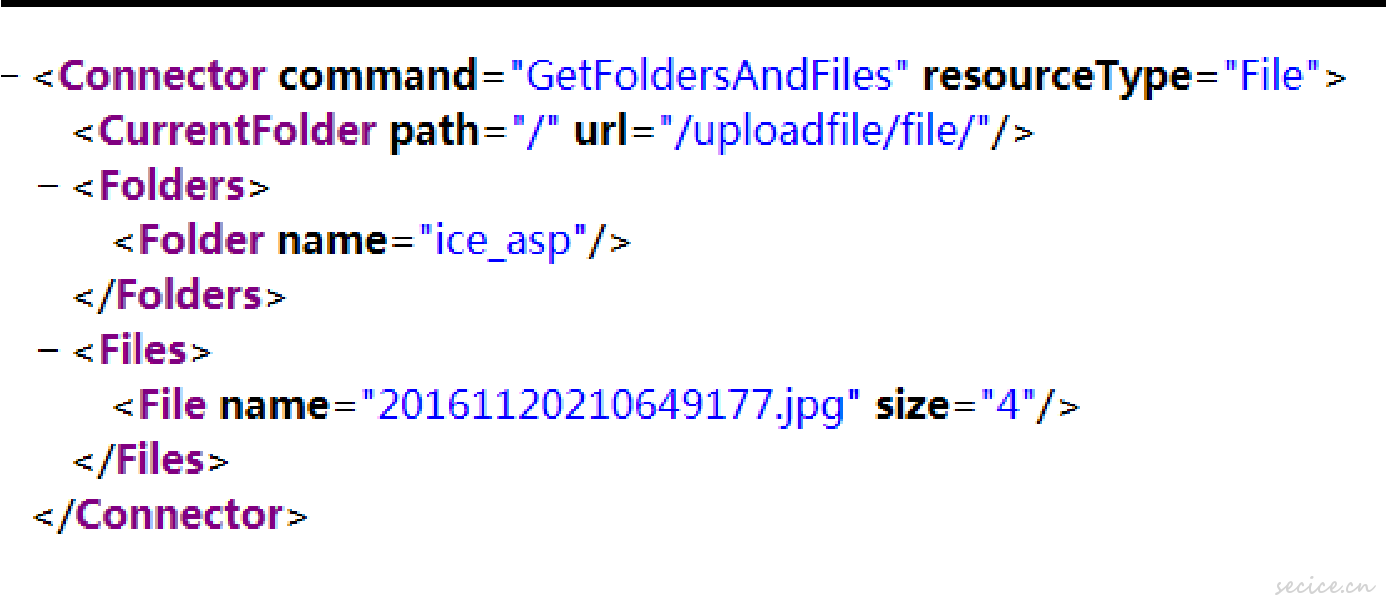 − <Connector command="GetFoldersAndFiles" resourceType="File">
<CurrentFolder path="/" url="/uploadfile/file/"/>
− <Folders>
<Folder name="ice_asp"/>
</Folders>
− <Files>
<File name="20161120210649177.jpg" size="4"/>
</Files>
</Connector>
secice.cn